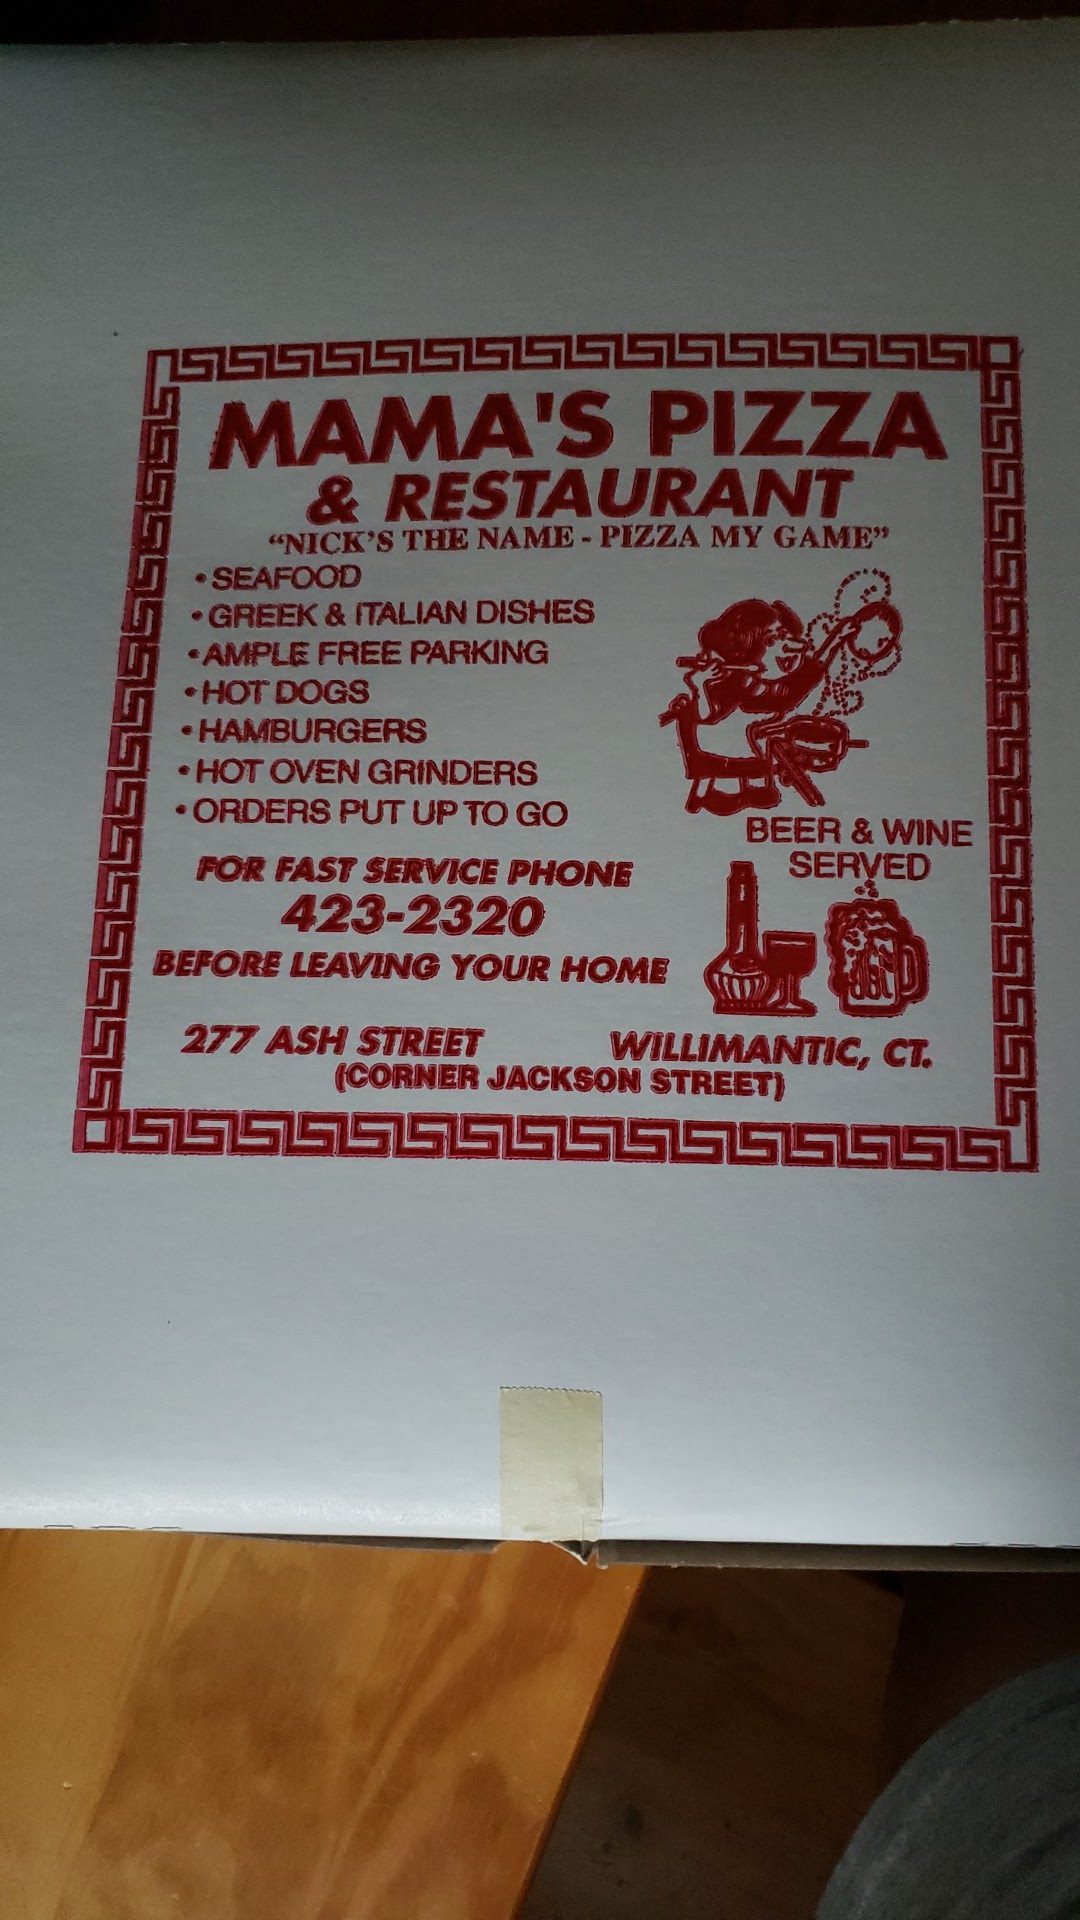 MAMA'S PIZZA
& RESTAURANT
“NICK’S THE NAME - PIZZA MY GAME”
• SEAFOOD
• GREEK & ITALIAN DISHES
• AMPLE FREE PARKING
• HOT DOGS
• HAMBURGERS
• HOT OVEN GRINDERS
• ORDERS PUT UP TO GO
BEER & WINE
SERVED
FOR FAST SERVICE PHONE
423-2320
BEFORE LEAVING YOUR HOME
277 ASH STREET WILLIMANTIC, CT.
(CORNER JACKSON STREET)